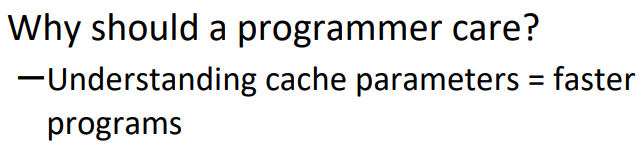 Why should a programmer care?
—Understanding cache parameters = faster
programs